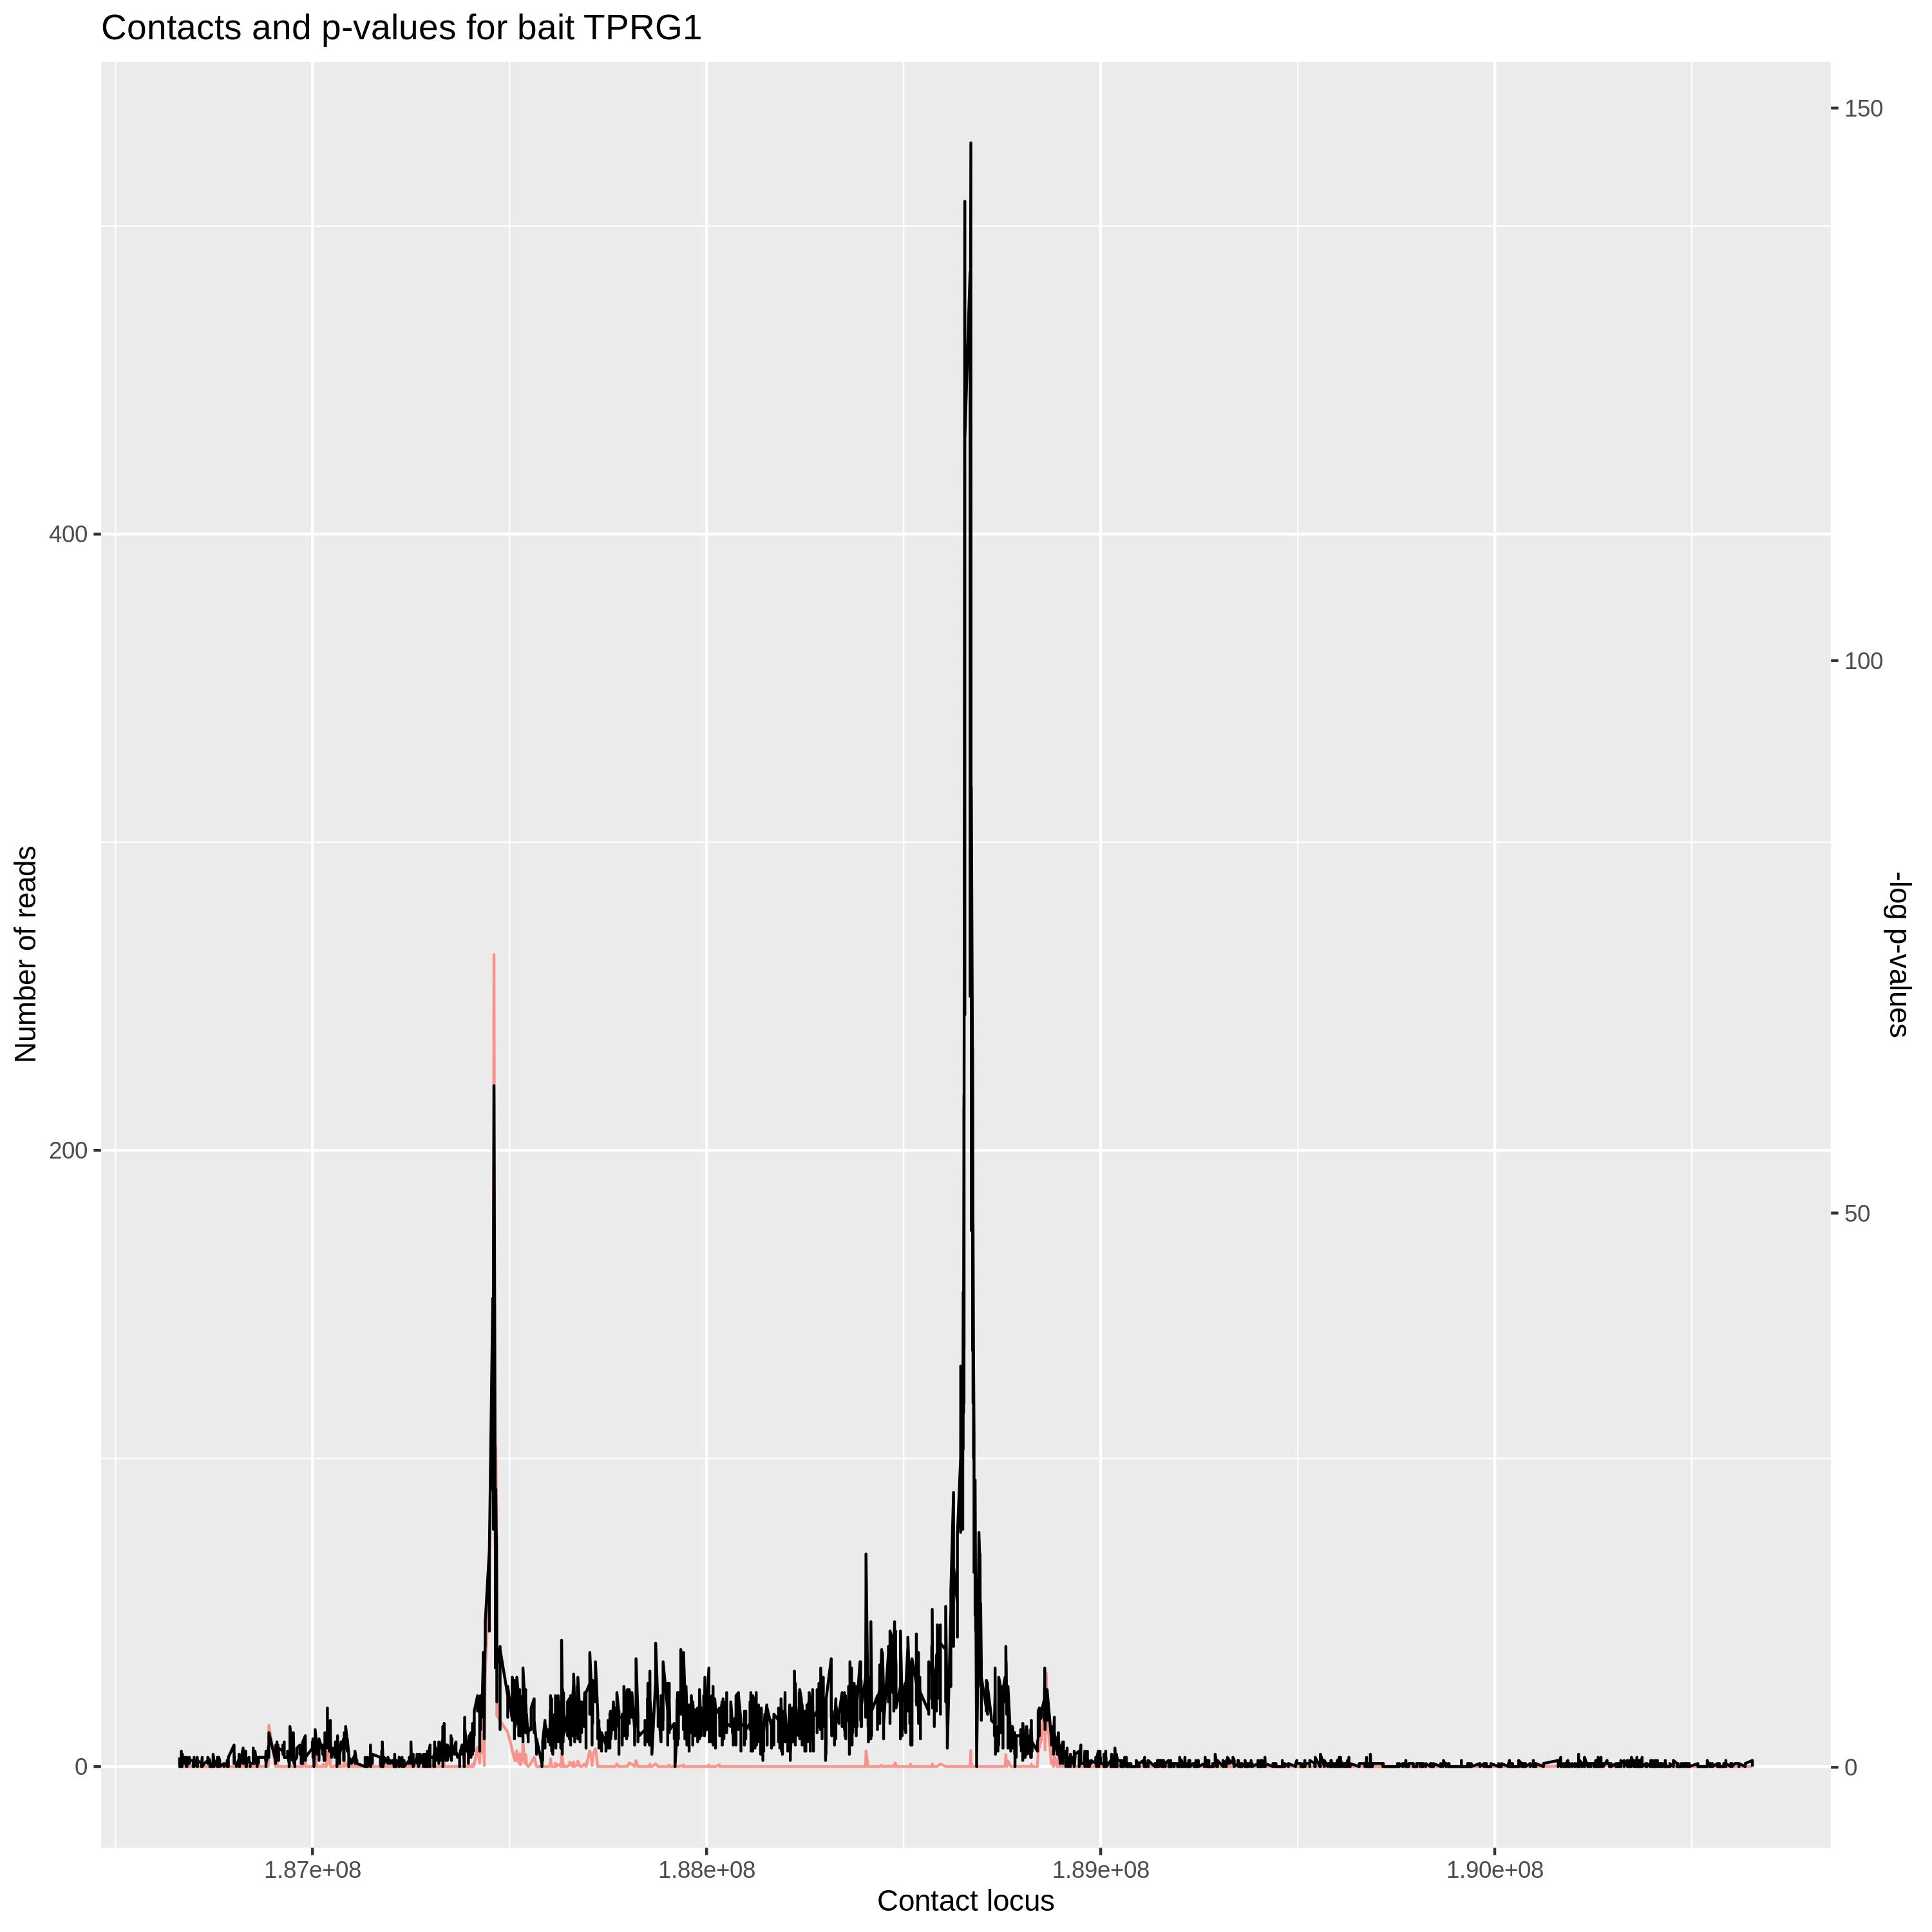 Contacts and p-values for bait TPRG1
150
400
100
Number of reads
-log p-values
200
50
0
0
1.87e+08
1.88e+08
1.89e+08
1.90e+08
Contact locus